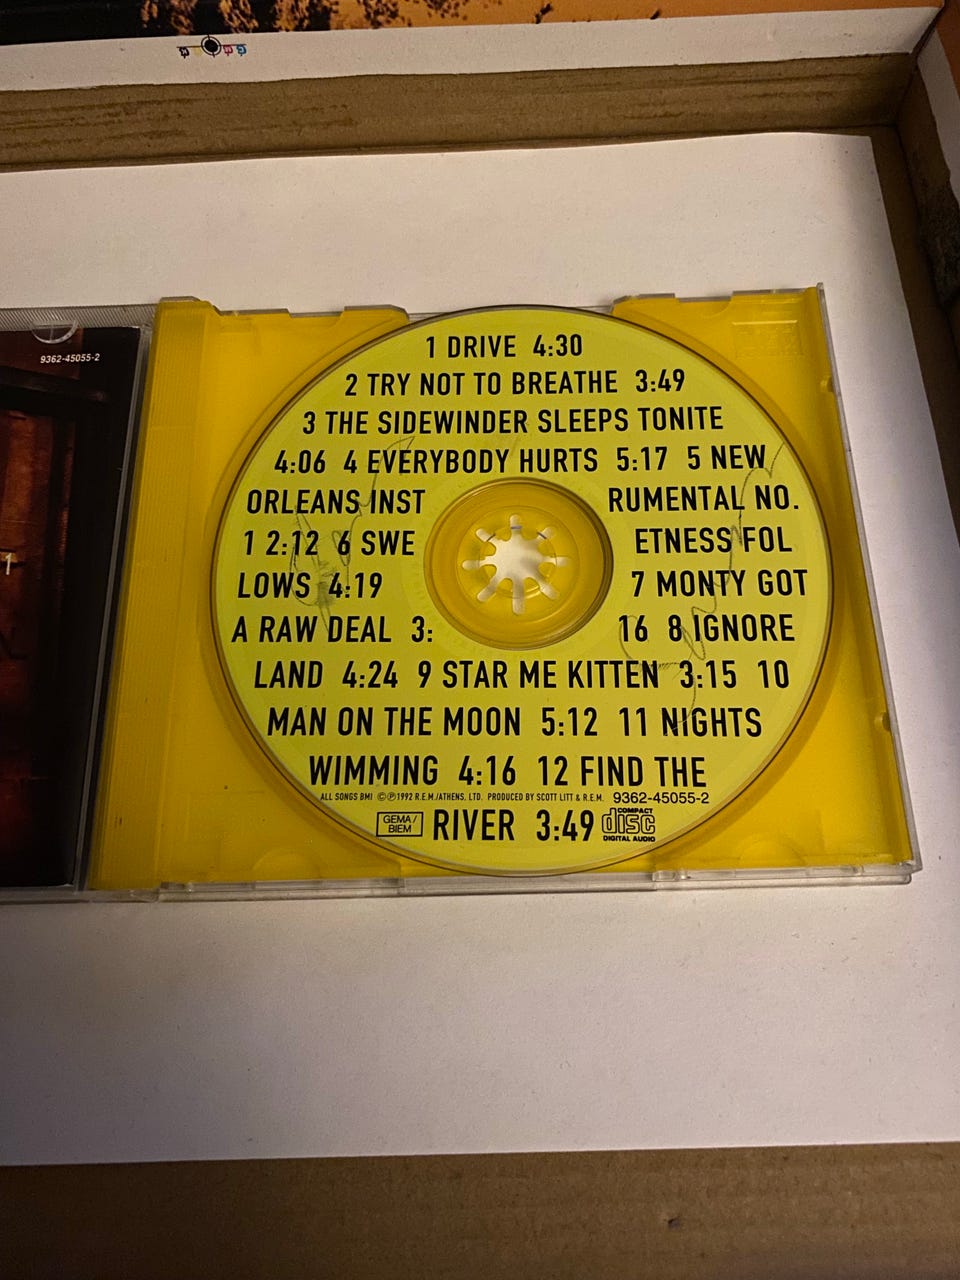 9362-45055-2
1
1 DRIVE 4:30
2 TRY NOT TO BREATHE 3:49
3 THE SIDEWINDER SLEEPS TONITE
4:06 4 EVERYBODY HURTS 5:17 5 NEW
ORLEANS INST RUMENTAL NO.
1 2:12 6 SWE ETNESS FOL
LOWS 4:19 7 MONTY GOT
A RAW DEAL 3: 16 8 IGNORE
LAND 4:24 9 STAR ME KITTEN 3:15 10
MAN ON THE MOON 5:12 11 NIGHTS
WIMMING 4:16 12 FIND THE
ALL SONGS BMI ©℗1992 R.E.M./ATHENS, LTD. PRODUCED BY SCOTT LITT & R.E.M. 9362-45055-2
GEMA/
BIEM RIVER 3:49 COMPACT
disc
DIGITAL AUDIO